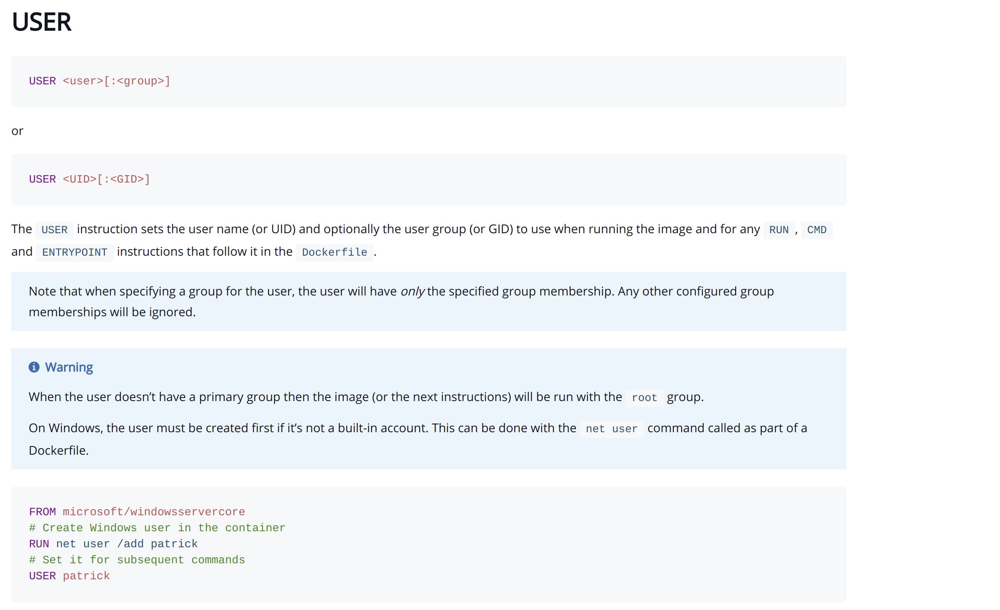 USER
USER <user>[:<group>]
or
USER <UID>[:<GID>]
The USER instruction sets the user name (or UID) and optionally the user group (or GID) to use when running the image and for any RUN , CMD
and ENTRYPOINT instructions that follow it in the Dockerfile .
Note that when specifying a group for the user, the user will have only the specified group membership. Any other configured group
memberships will be ignored.
Warning
When the user doesn’t have a primary group then the image (or the next instructions) will be run with the root group.
On Windows, the user must be created first if it’s not a built-in account. This can be done with the net user command called as part of a
Dockerfile.
FROM microsoft/windowsservercore
# Create Windows user in the container
RUN net user /add patrick
# Set it for subsequent commands
USER patrick